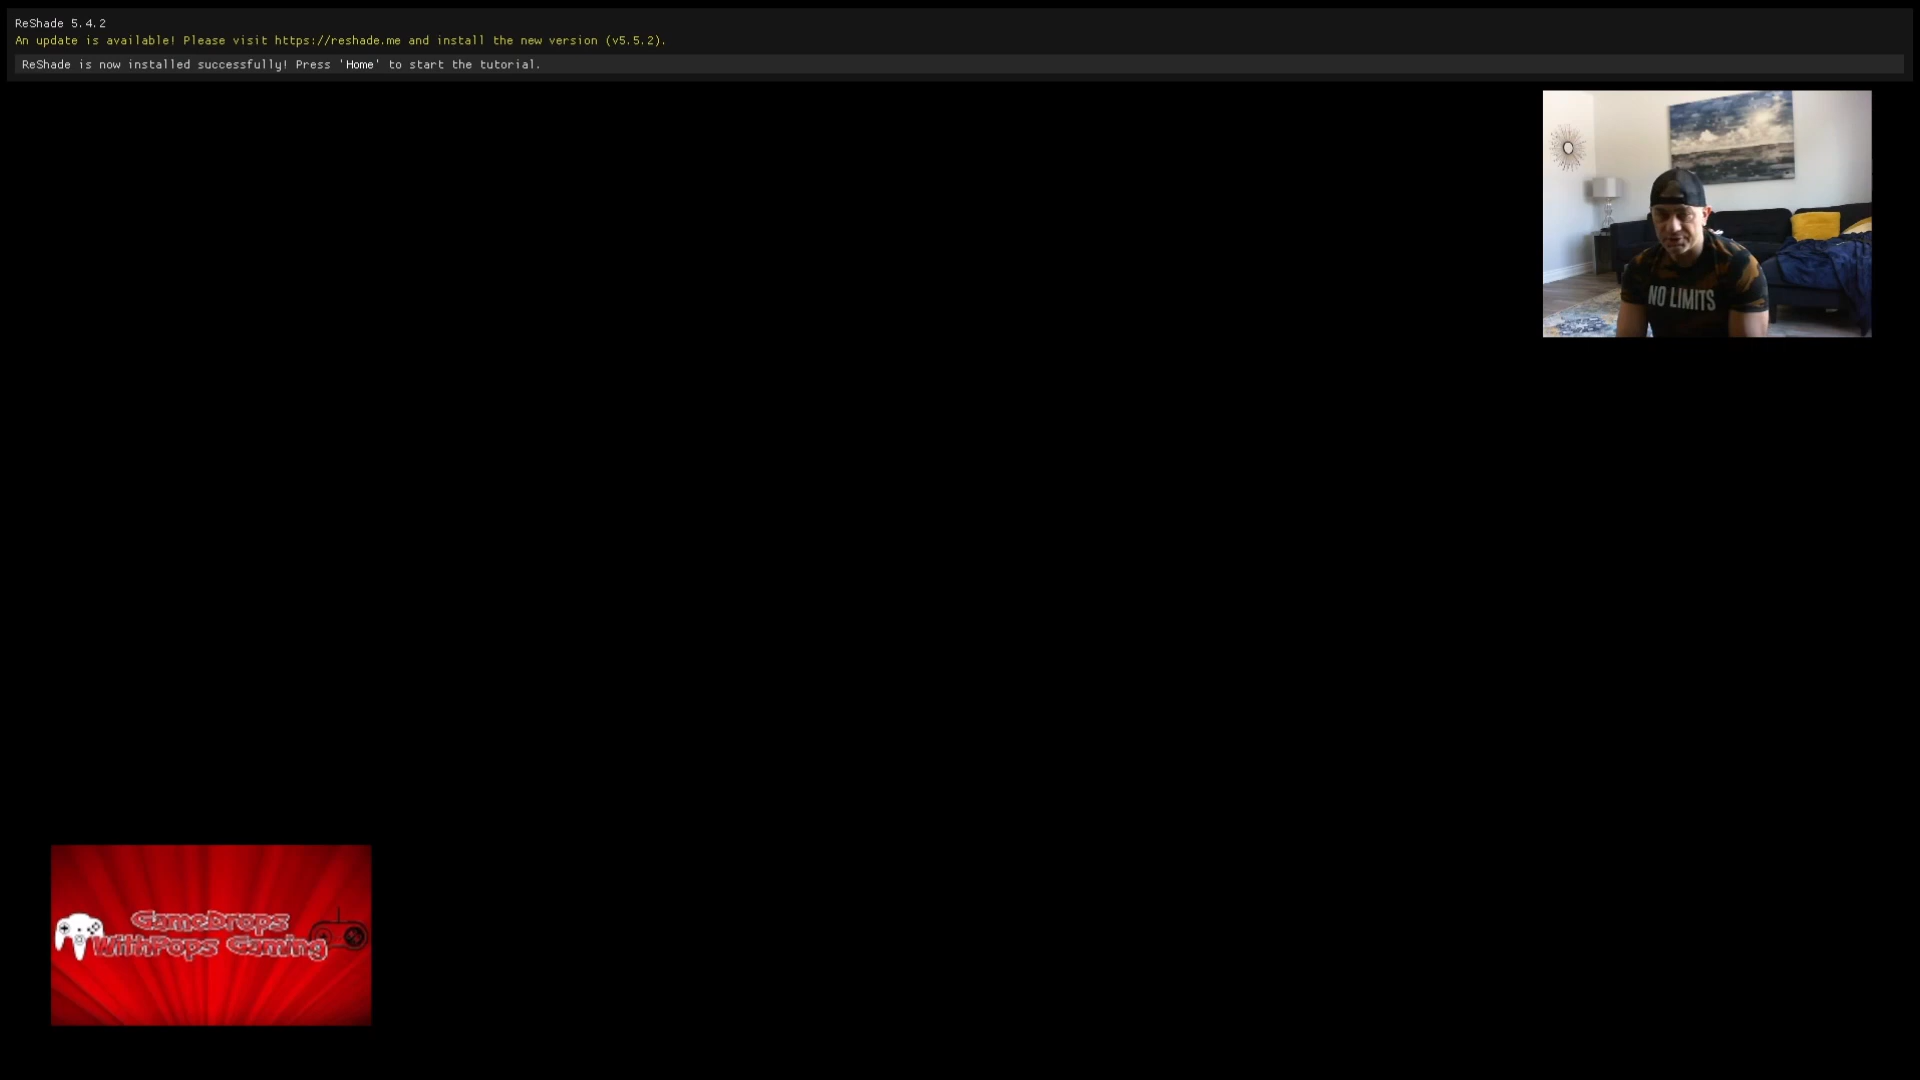 ReShade 5.4.2
An update is available! Please visit https://reshade.me and install the new version (v5.5.2).
ReShade is now installed successfully! Press 'Home' to start the tutorial.
NO LIMITS
GameDrops
WithPops Gaming